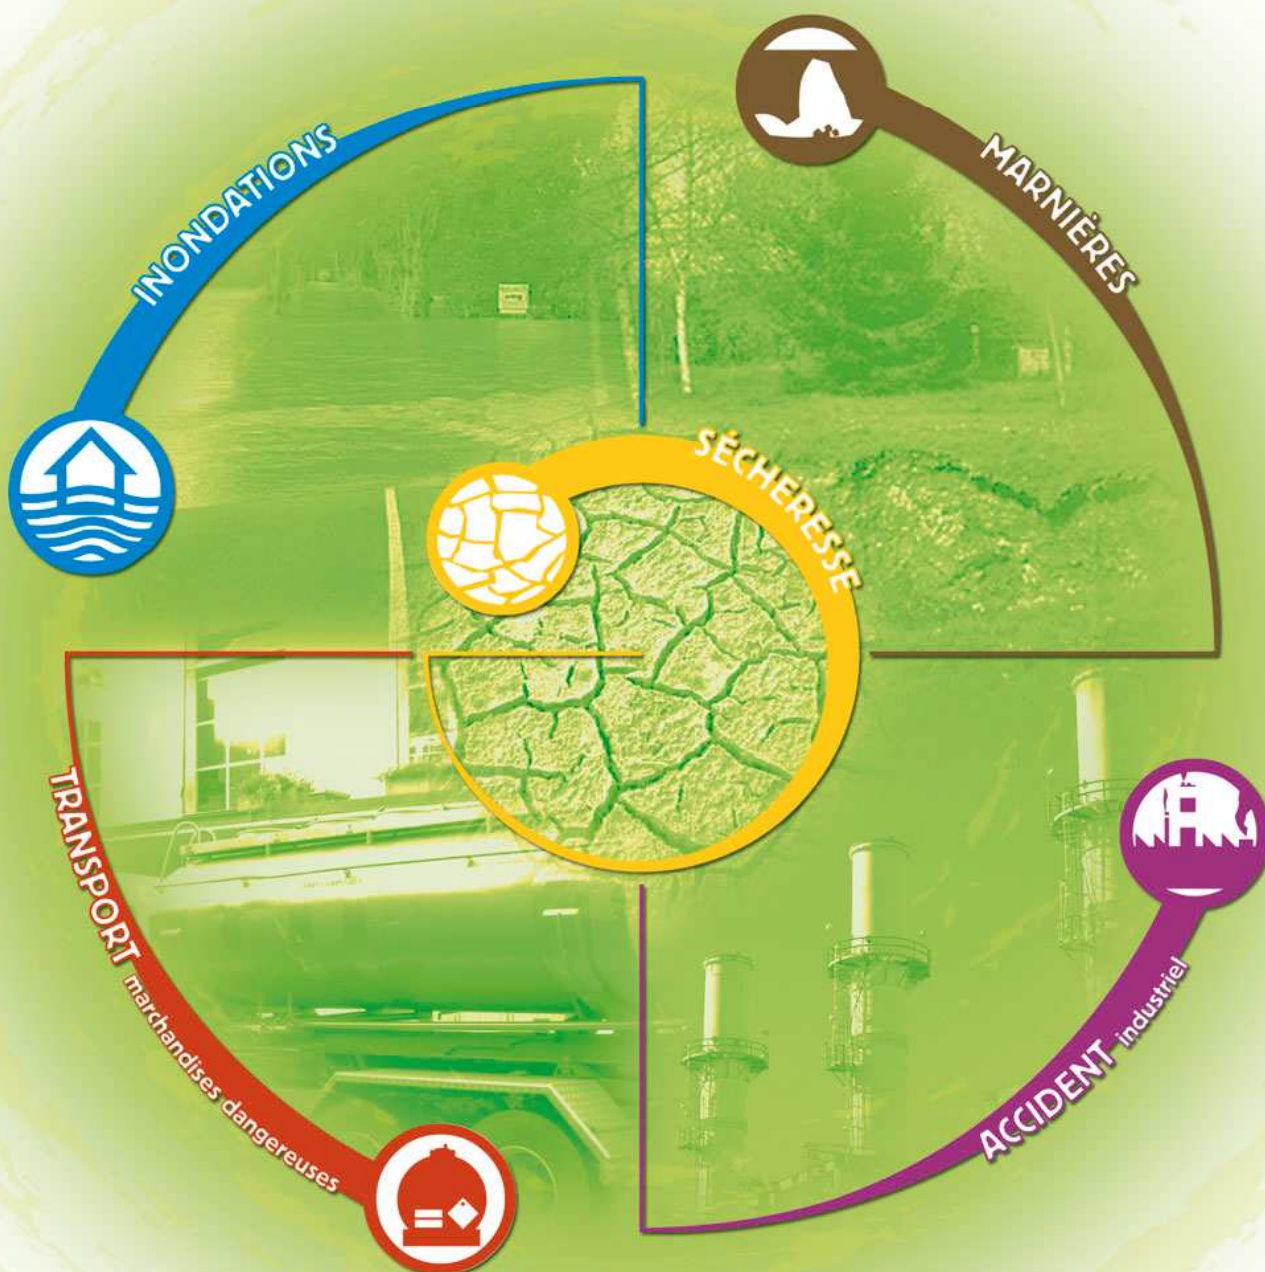 INONDATIONS
MARNIÈRES
SÉCHERESSE
TRANSPORT marchandises dangereuses
ACCIDENT industriel